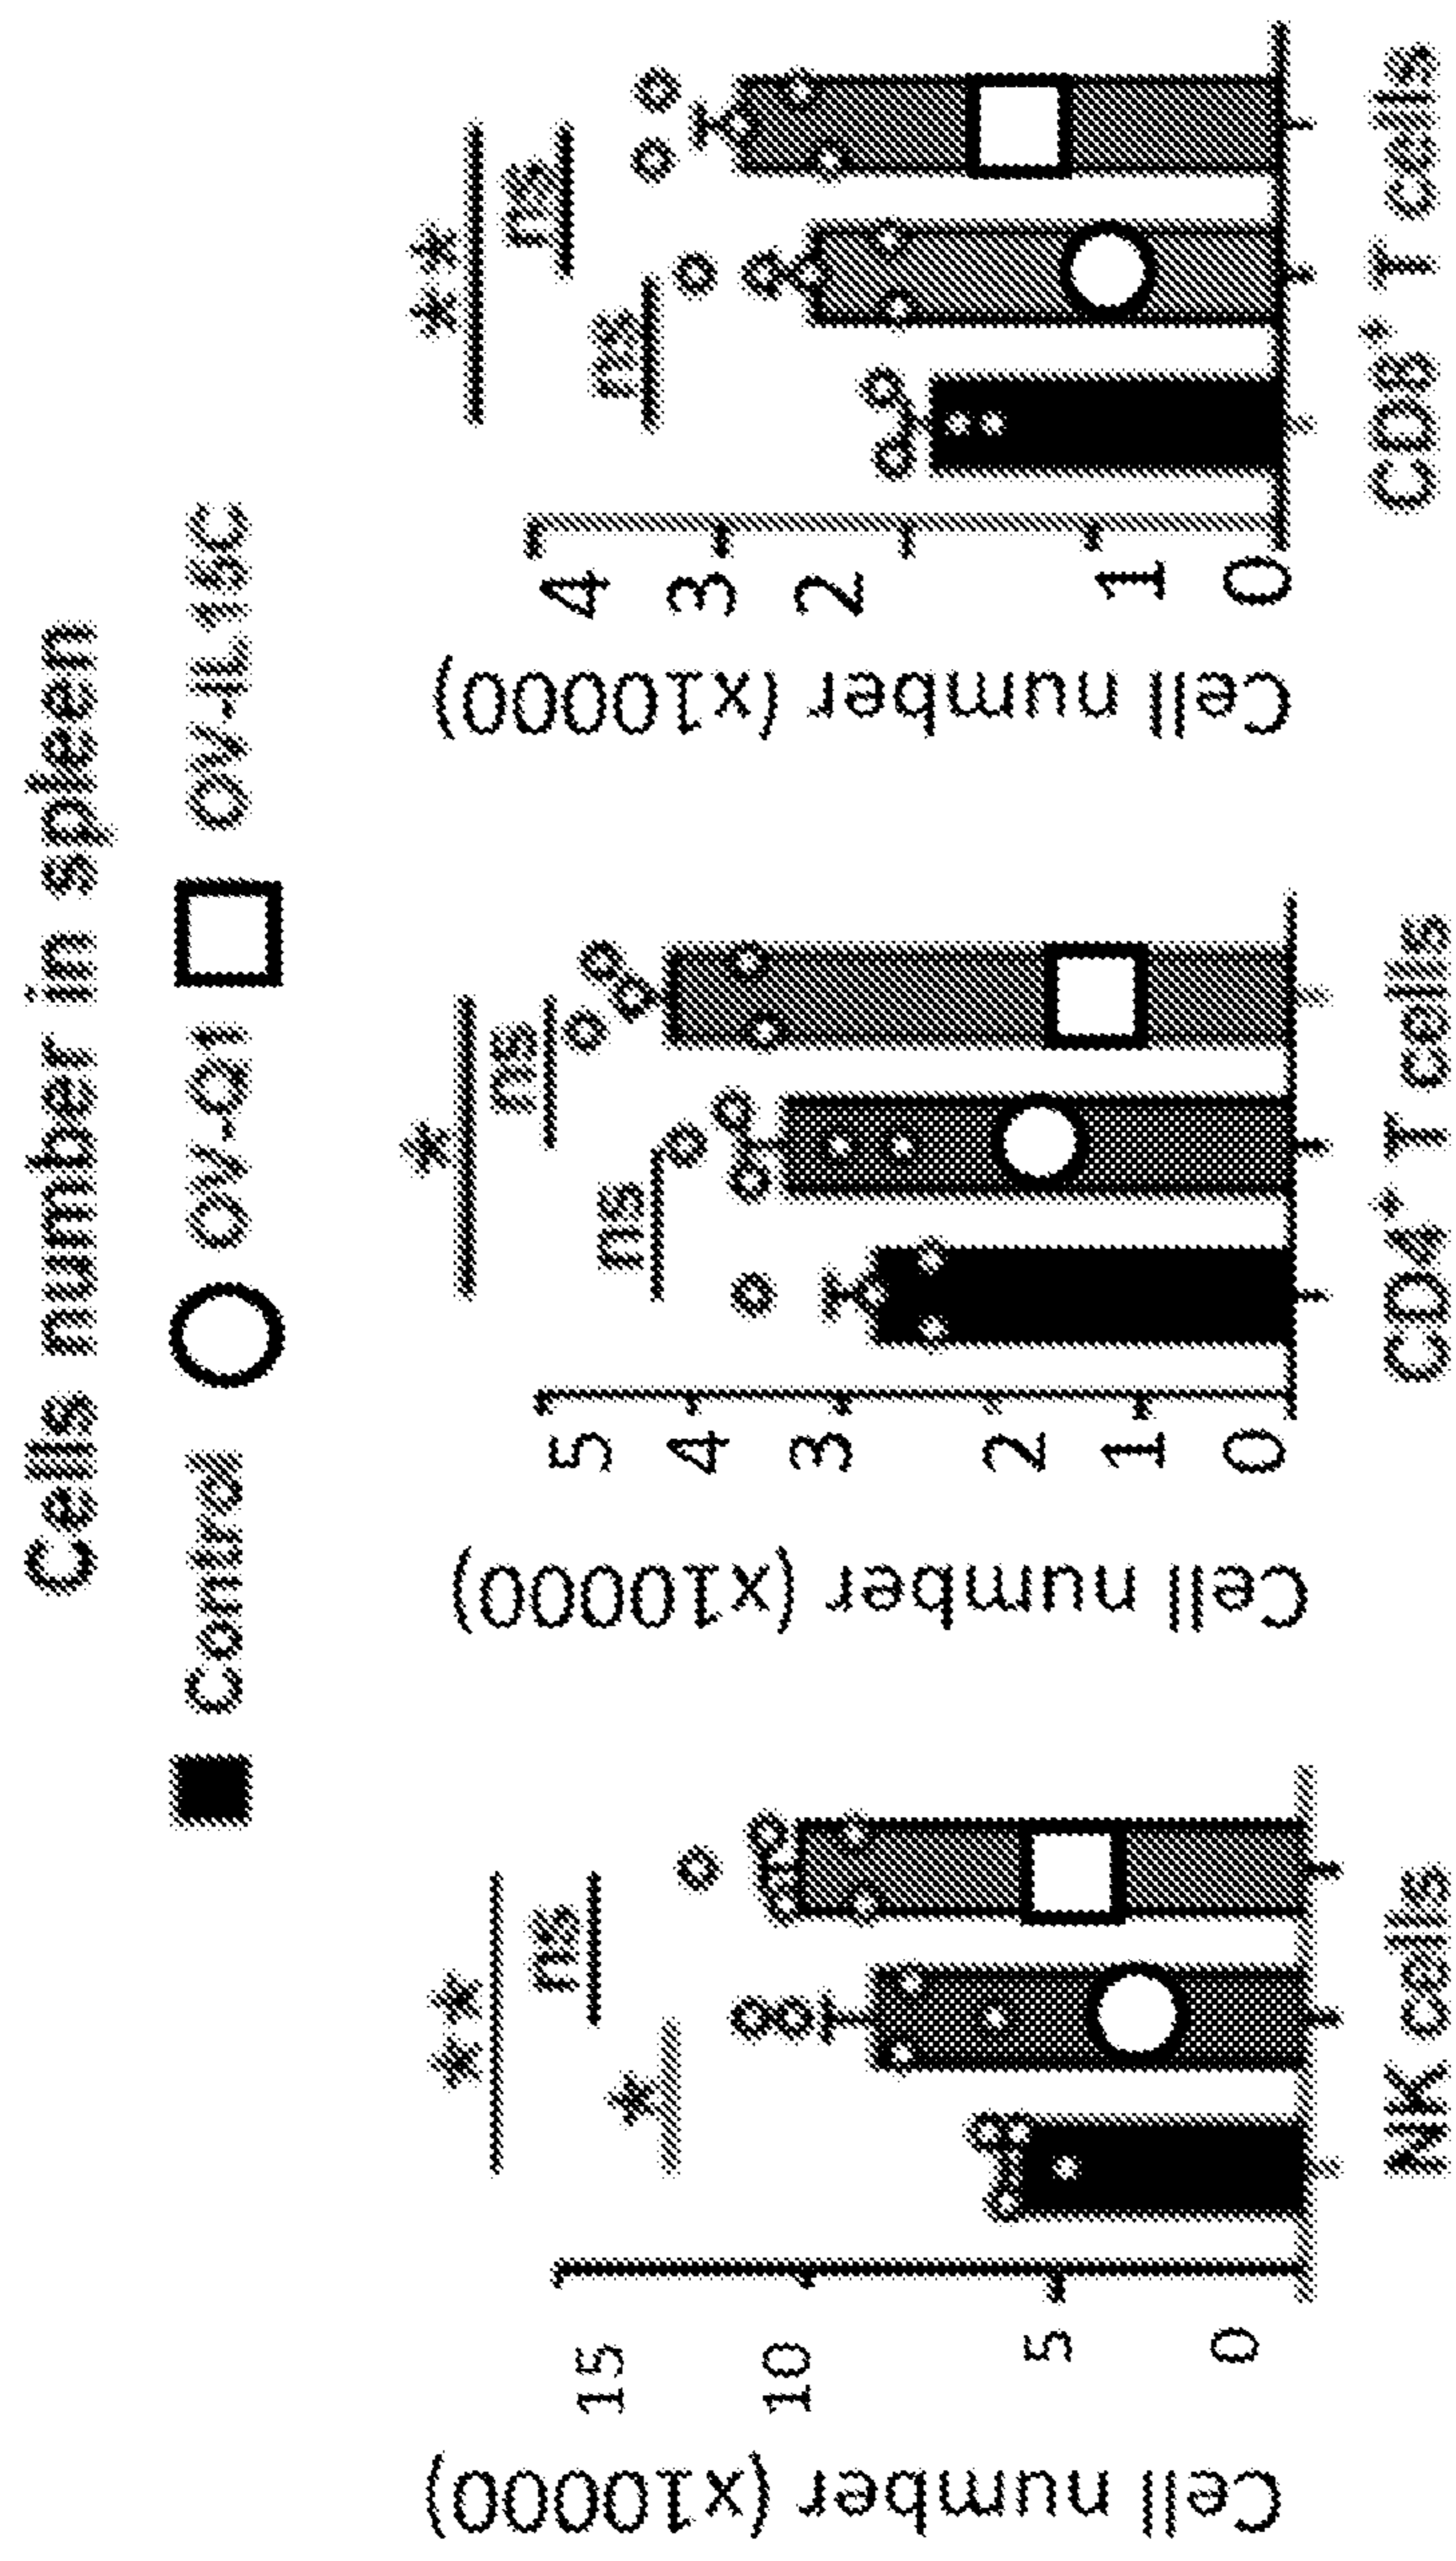 Cells number in spleen
Control OV-Q1 OV-IL15C
Cell number (x10000)
15
10
5
0
** 
ns
*
NK cells
Cell number (x10000)
5
4
3
2
1
0
*
ns
ns
CD4+ T cells
Cell number (x10000)
4
3
2
1
0
**
ns
ns
CD8+ T cells